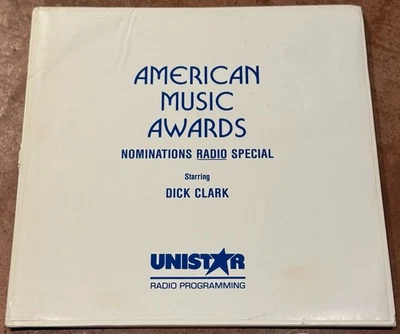 AMERICAN
MUSIC
AWARDS
NOMINATIONS RADIO SPECIAL
Starring
DICK CLARK
UNISTAR
RADIO PROGRAMMING